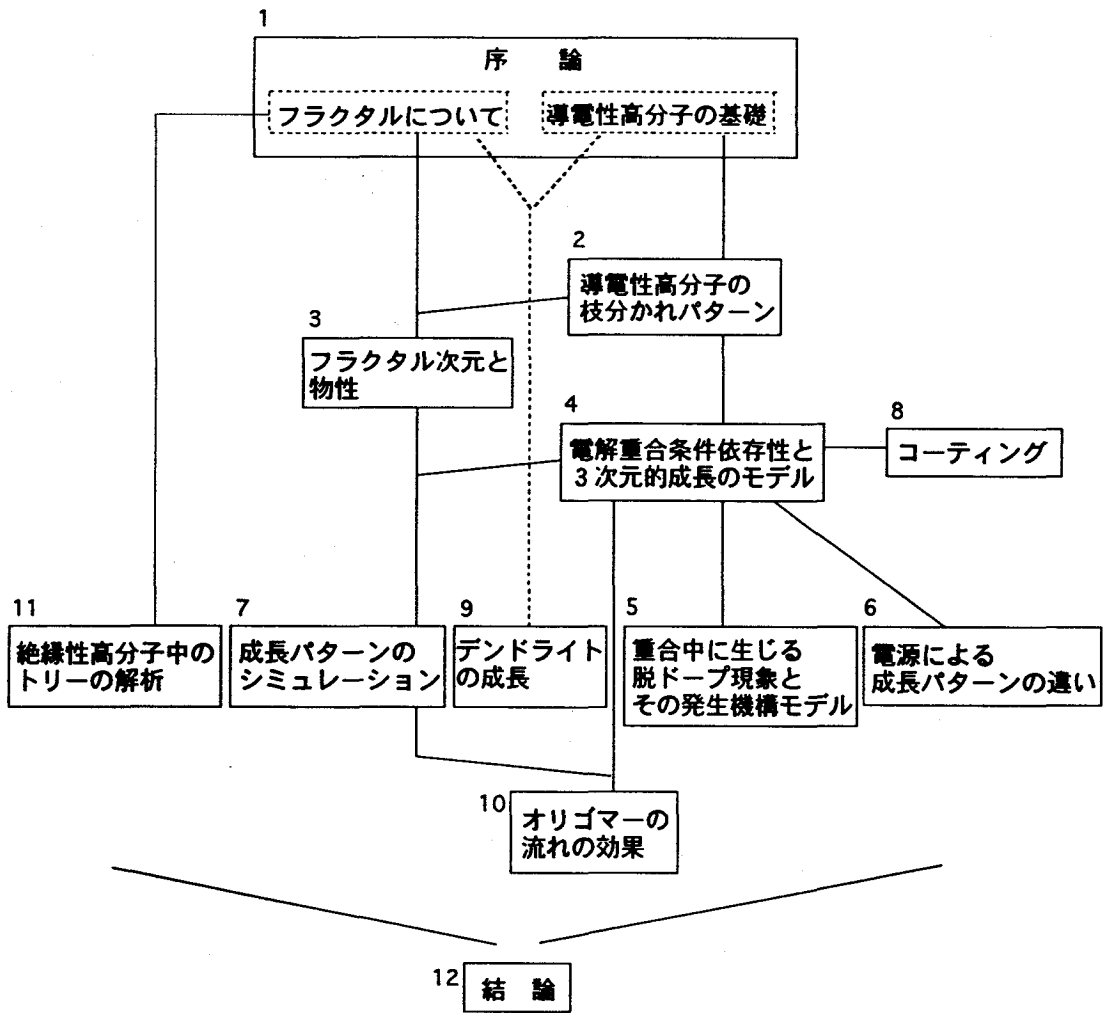 1
序 論
フラクタルについて
導電性高分子の基礎
2
導電性高分子の
枝分かれパターン
3
フラクタル次元と
物性
4
電解重合条件依存性と
3次元的成長のモデル
8
コーティング
11
絶縁性高分子中の
トリーの解析
7
成長パターンの
シミュレーション
9
デンドライト
の成長
5
重合中に生じる
脱ドープ現象と
その発生機構モデル
6
電源による
成長パターンの違い
10
オリゴマーの
流れの効果
12
結 論